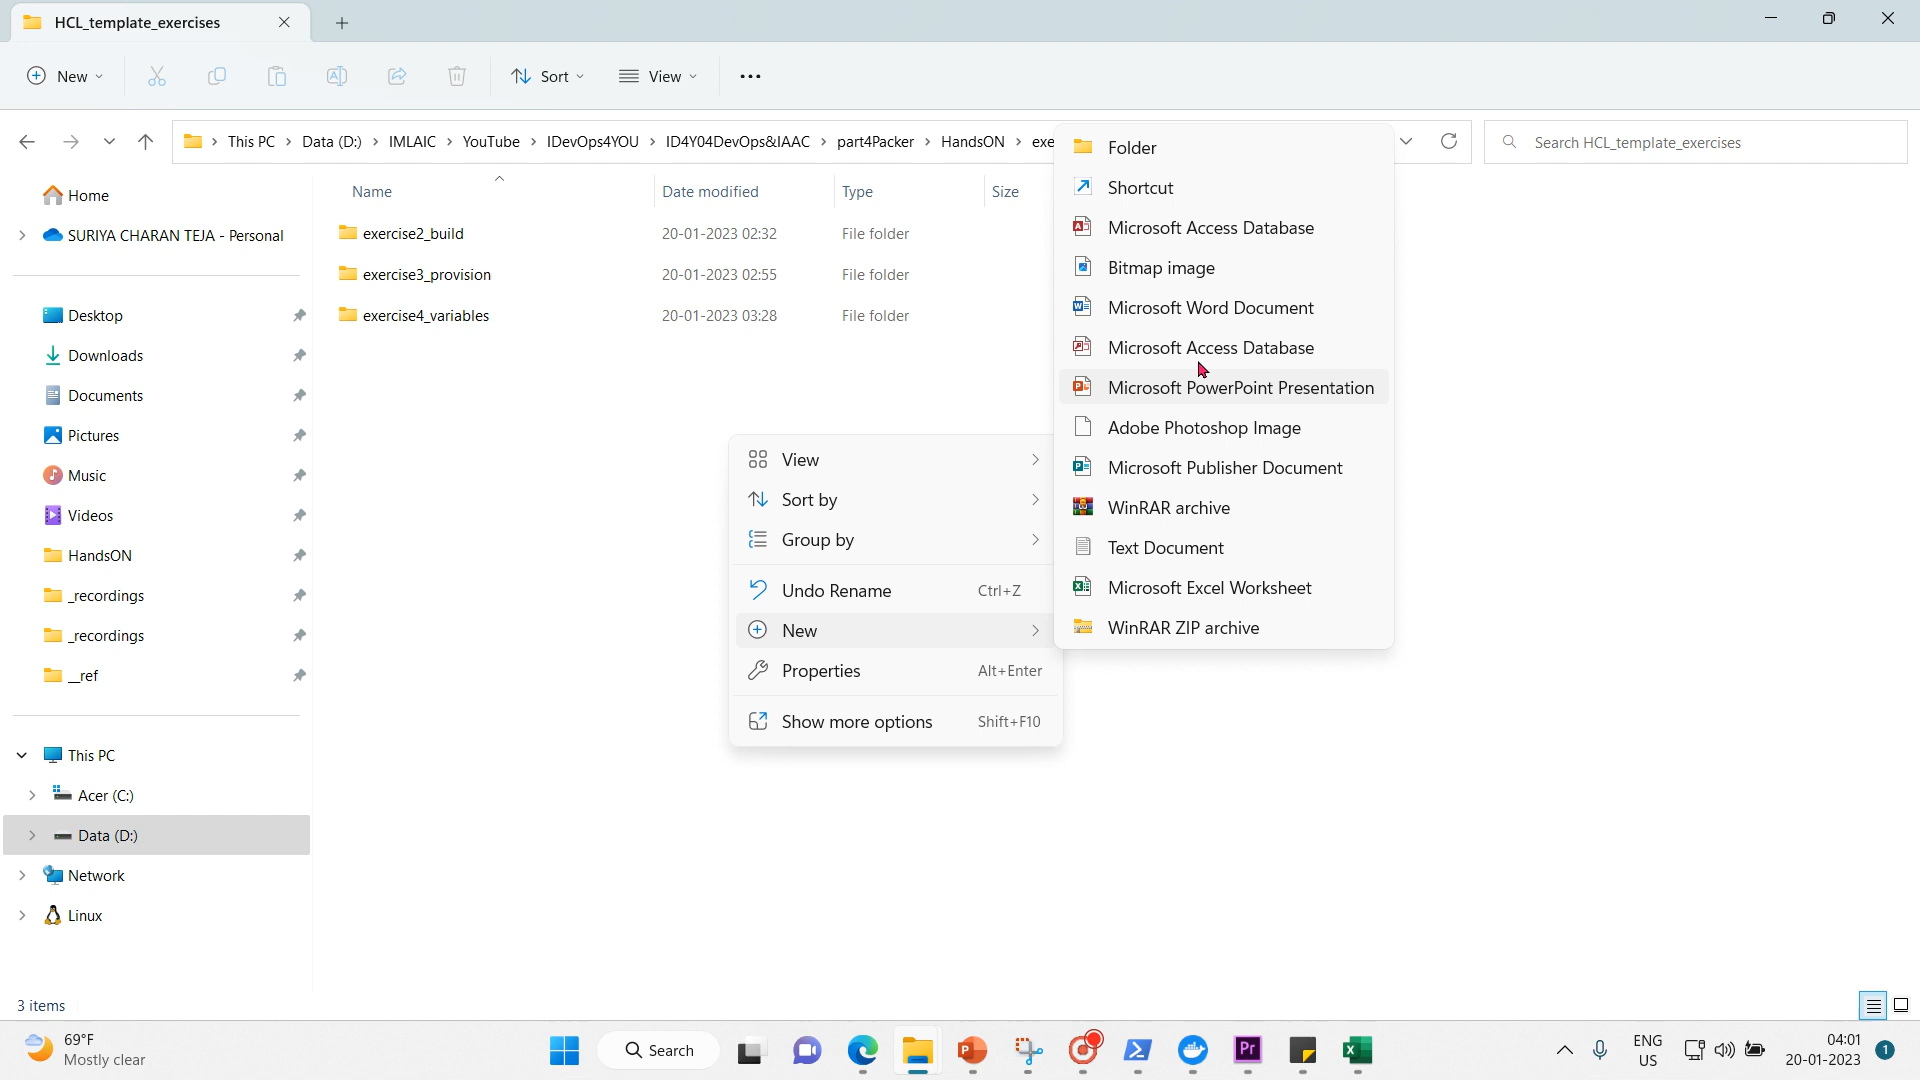 HCL_template_exercises
New
Sort
View
This PC > Data (D:) > IMLAIC > YouTube > IDevOps4YOU > ID4Y04DevOps&IAAC > part4Packer > HandsON > exe
Search HCL_template_exercises
Name
Date modified
Type
Size
exercise2_build 20-01-2023 02:32 File folder
exercise3_provision 20-01-2023 02:55 File folder
exercise4_variables 20-01-2023 03:28 File folder
Home
SURIYA CHARAN TEJA - Personal
Desktop
Downloads
Documents
Pictures
Music
Videos
HandsON
_recordings
_recordings
__ref
This PC
Acer (C:)
Data (D:)
Network
Linux
View
Sort by
Group by
Undo Rename Ctrl+Z
New
Properties Alt+Enter
Show more options Shift+F10
Folder
Shortcut
Microsoft Access Database
Bitmap image
Microsoft Word Document
Microsoft Access Database
Microsoft PowerPoint Presentation
Adobe Photoshop Image
Microsoft Publisher Document
WinRAR archive
Text Document
Microsoft Excel Worksheet
WinRAR ZIP archive
3 items
69°F
Mostly clear
Search
Pr
ENG
US
04:01
20-01-2023
1